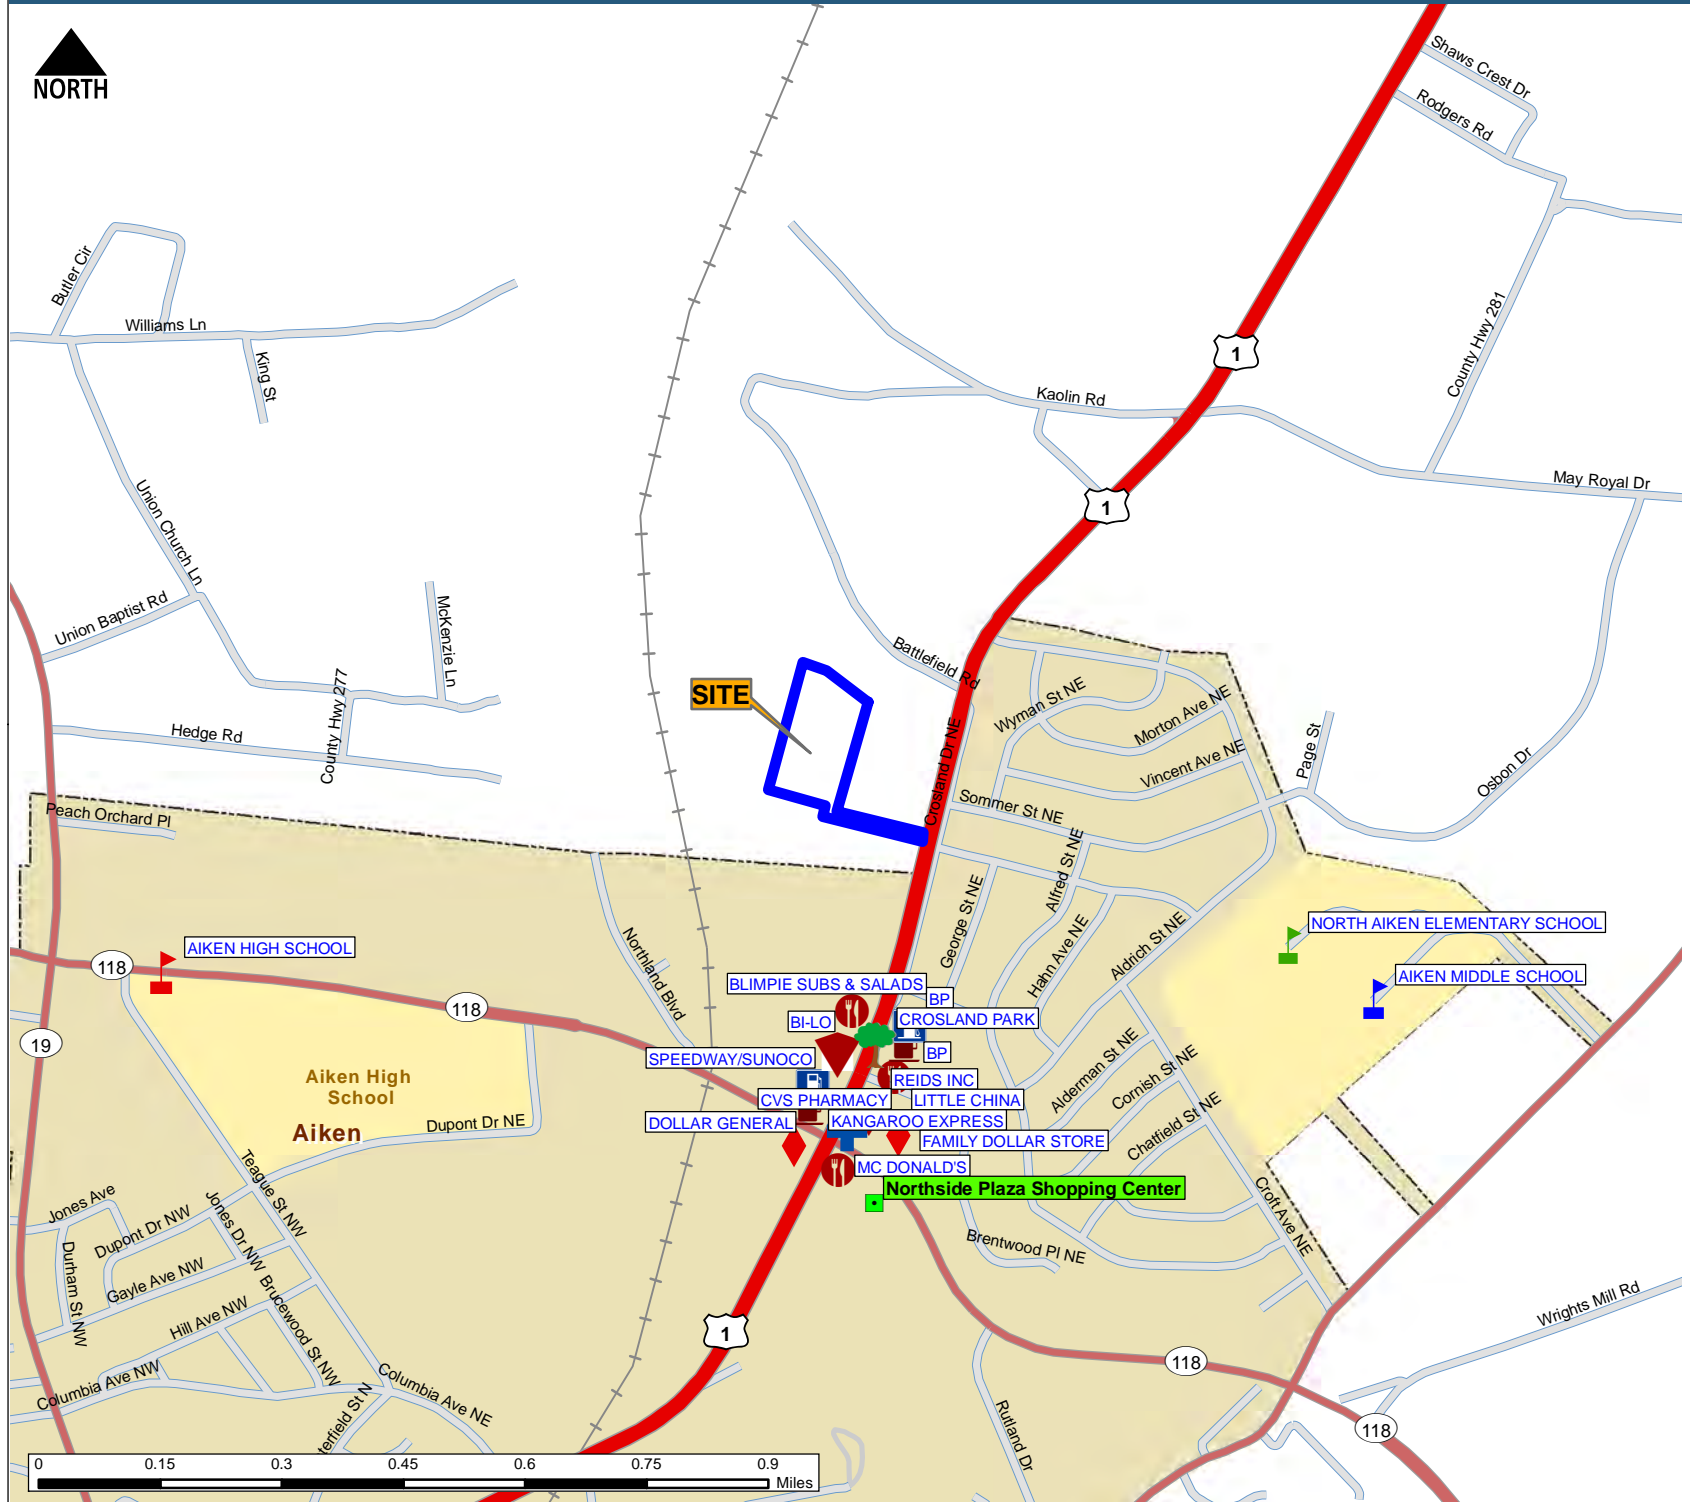 NORTH
Shaws Crest Dr
Rodgers Rd
Butler Cir
Williams Ln
King St
1
County Hwy 281
Kaolin Rd
May Royal Dr
1
Union Church Ln
Union Baptist Rd
McKenzie Ln
County Hwy 277
Hedge Rd
Battlefield Rd
SITE
Wyman St NE
Morton Ave NE
Vincent Ave NE
Page St
Osbon Dr
Crosland Dr NE
Sommer St NE
Peach Orchard Pl
Alfred St NE
George St NE
Hahn Ave NE
Aldrich St NE
NORTH AIKEN ELEMENTARY SCHOOL
AIKEN HIGH SCHOOL
118
Northland Blvd
AIKEN MIDDLE SCHOOL
BLIMPIE SUBS & SALADS
BP
118
BI-LO
CROSLAND PARK
19
SPEEDWAY/SUNOCO
BP
Aiken High
School
REIDS INC
Alderman St NE
Cornish St NE
CVS PHARMACY
LITTLE CHINA
DOLLAR GENERAL
KANGAROO EXPRESS
Chatfield St NE
Aiken
Dupont Dr NE
FAMILY DOLLAR STORE
MC DONALD'S
Northside Plaza Shopping Center
Teague St NW
Jones Ave
Dupont Dr NW
Jones Dr NW
Croft Ave NE
Brentwood Pl NE
Durham St NW
Gayle Ave NW
Brucewood St NW
Hill Ave NW
Wrights Mill Rd
1
118
Columbia Ave NW
Columbia Ave NE
terfield St N
Rutland Dr
118
0 0.15 0.3 0.45 0.6 0.75 0.9
Miles